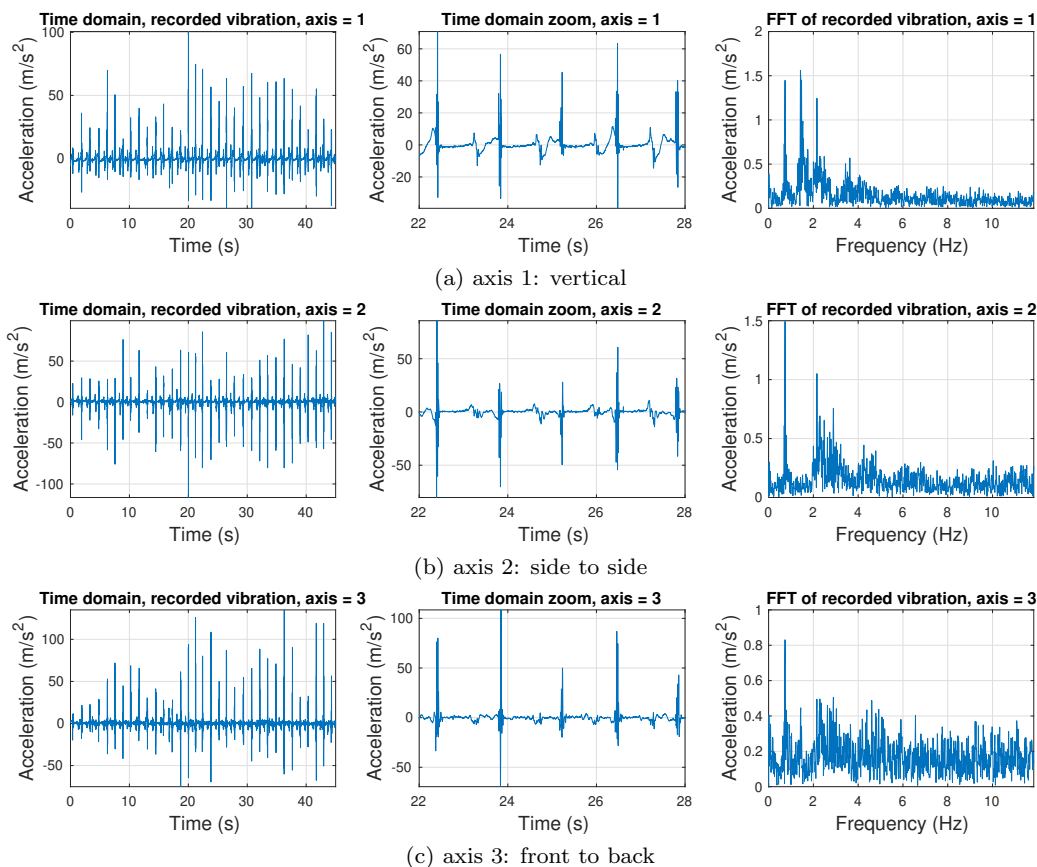 Time domain, recorded vibration, axis = 1
Time domain zoom, axis = 1
FFT of recorded vibration, axis = 1
Acceleration (m/s²)
100
50
0
0
10
20
30
40
Time (s)
Acceleration (m/s²)
60
40
20
0
-20
22
24
26
28
Time (s)
Acceleration (m/s²)
2
1.5
1
0.5
0
0
2
4
6
8
10
Frequency (Hz)
(a) axis 1: vertical
Time domain, recorded vibration, axis = 2
Time domain zoom, axis = 2
FFT of recorded vibration, axis = 2
Acceleration (m/s²)
50
0
-50
-100
0
10
20
30
40
Time (s)
Acceleration (m/s²)
50
0
-50
22
24
26
28
Time (s)
Acceleration (m/s²)
1.5
1
0.5
0
0
2
4
6
8
10
Frequency (Hz)
(b) axis 2: side to side
Time domain, recorded vibration, axis = 3
Time domain zoom, axis = 3
FFT of recorded vibration, axis = 3
Acceleration (m/s²)
100
50
0
-50
0
10
20
30
40
Time (s)
Acceleration (m/s²)
100
50
0
-50
22
24
26
28
Time (s)
Acceleration (m/s²)
1
0.8
0.6
0.4
0.2
0
0
2
4
6
8
10
Frequency (Hz)
(c) axis 3: front to back